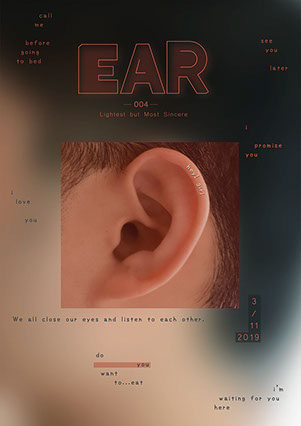 call
me
before
going
to bed
see
you
later
EAR
004
Lightest but Most Sincere
i
promise
you
i
love
you
We all close our eyes and listen to each other.
3
/
11
2019
do
you
want
to...eat
i'm
waiting for you
here